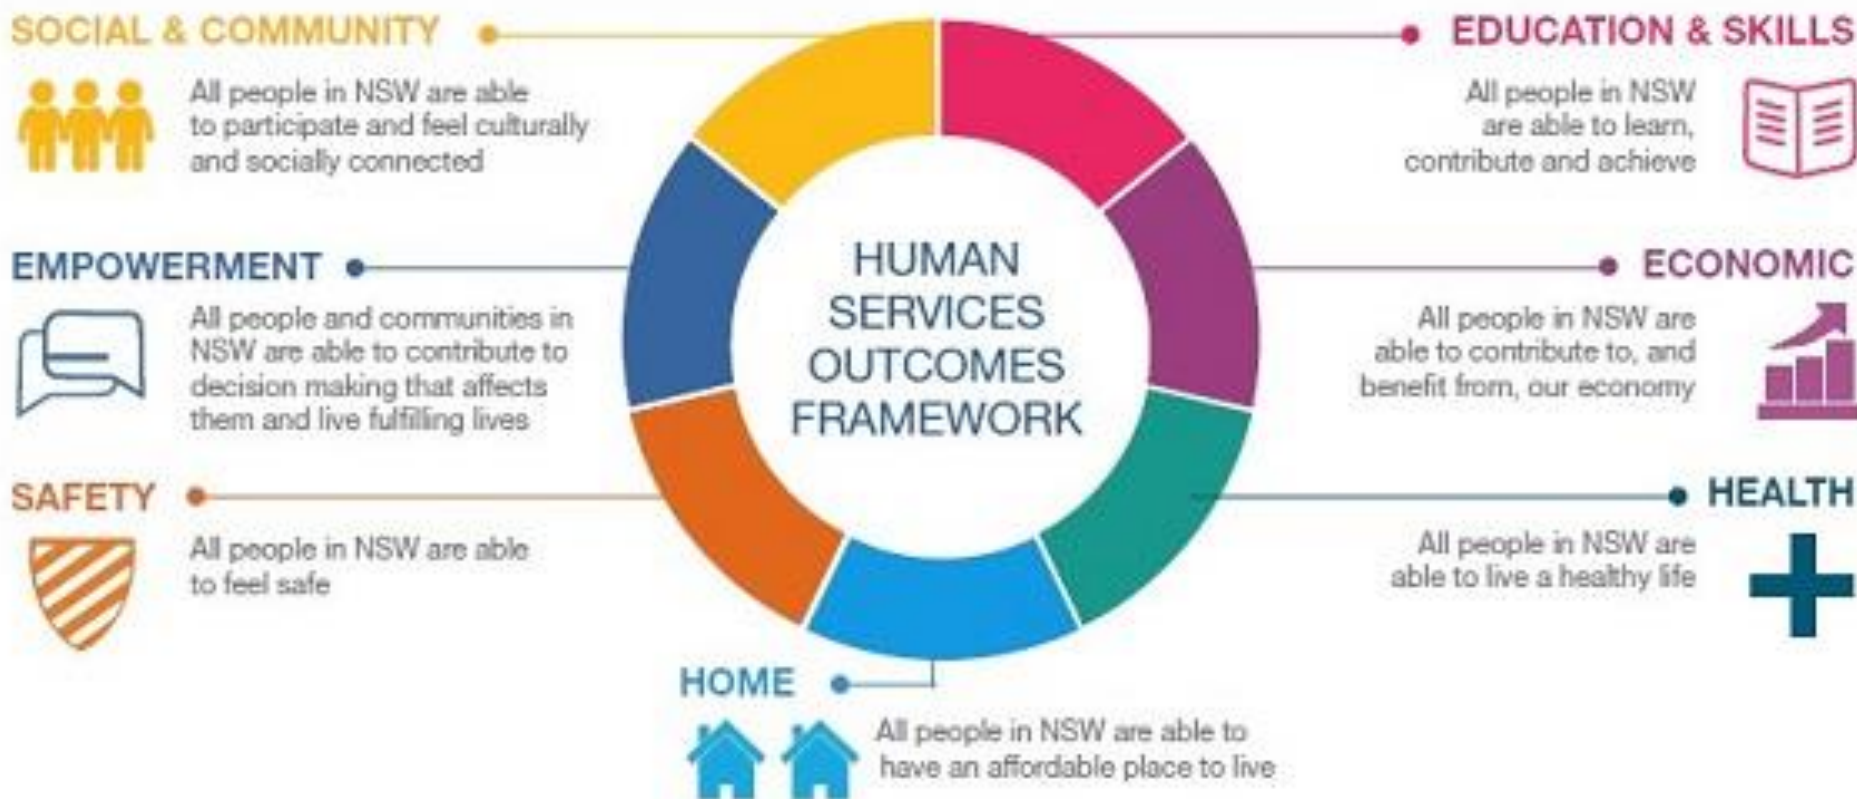 SOCIAL & COMMUNITY
All people in NSW are able
to participate and feel culturally
and socially connected
EMPOWERMENT
All people and communities in
NSW are able to contribute to
decision making that affects
them and live fulfilling lives
SAFETY
All people in NSW are able
to feel safe
HUMAN
SERVICES
OUTCOMES
FRAMEWORK
EDUCATION & SKILLS
All people in NSW
are able to learn,
contribute and achieve
ECONOMIC
All people in NSW are
able to contribute to, and
benefit from, our economy
HEALTH
All people in NSW are
able to live a healthy life
HOME
All people in NSW are able to
have an affordable place to live